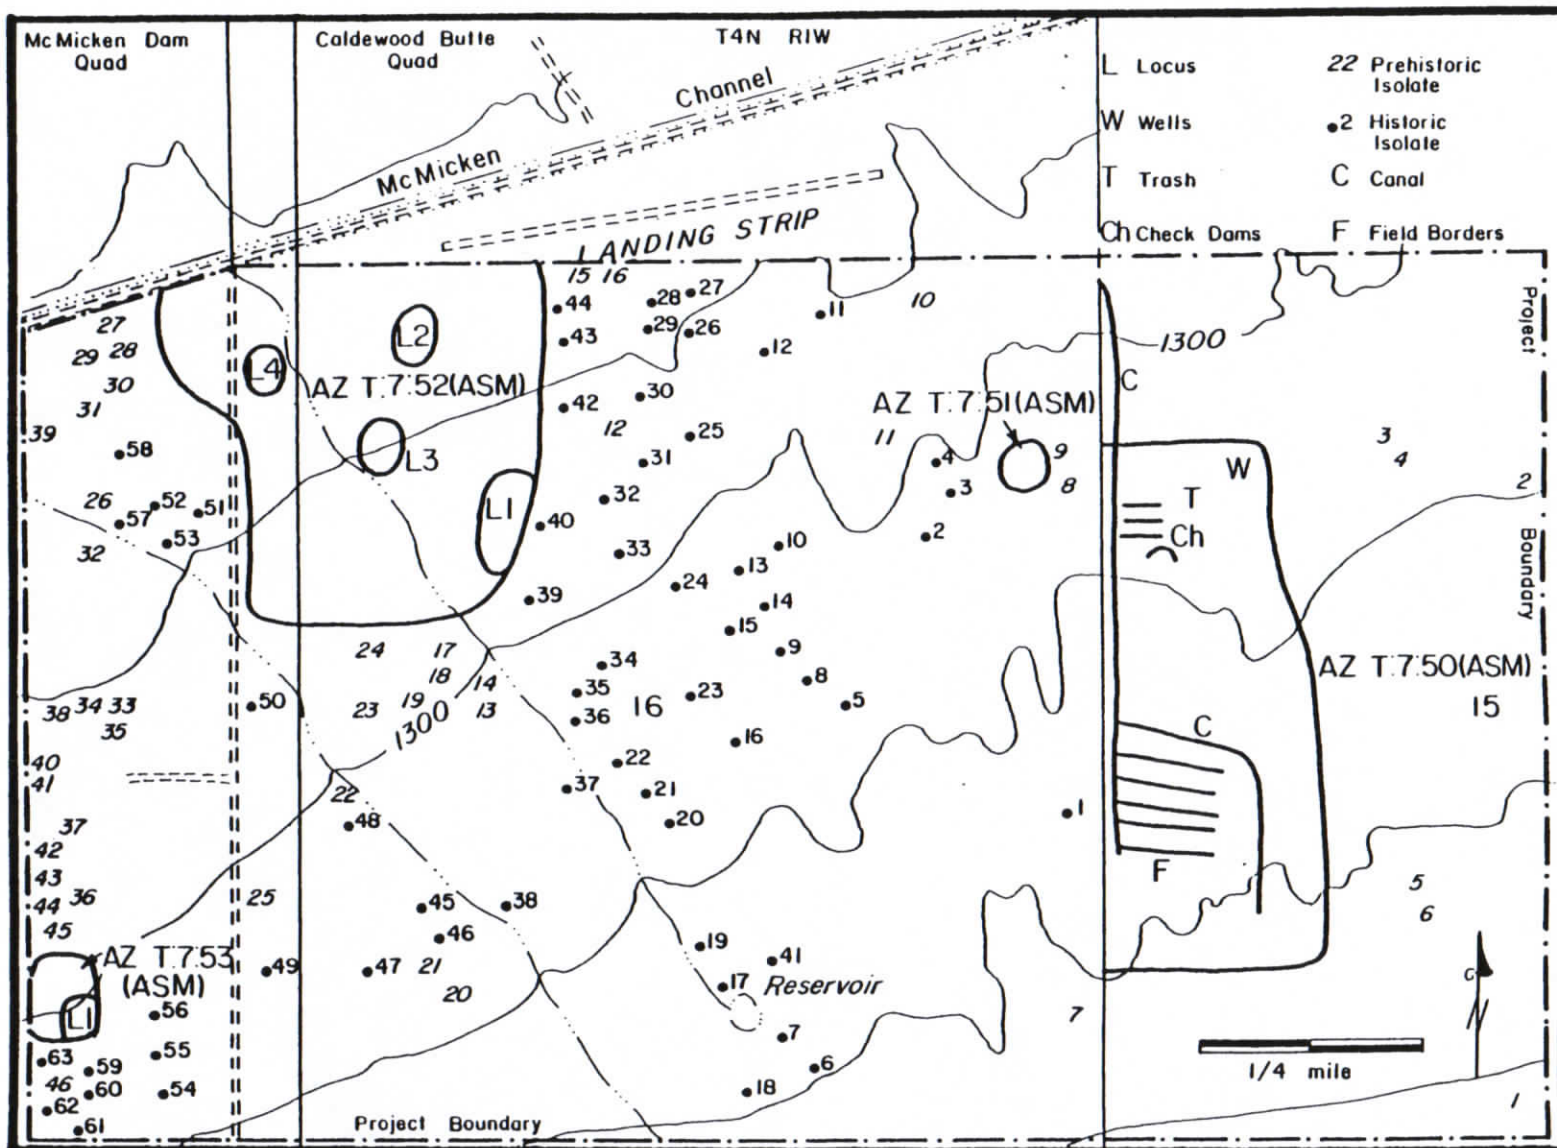 McMicken Dam
Quad
Caldewood Butte
Quad
T4N R1W
L Locus
22 Prehistoric
Isolate
W Wells
•2 Historic
Isolate
T Trash
C Canal
Ch Check Dams
F Field Borders
McMicken Channel
LANDING STRIP
15 16
27
28
44
10
11
29
26
43
12
27
29 28
30
31
39
L2
L4
AZ T:7:52(ASM)
L3
L1
1300
C
42
30
12
25
31
AZ T:7:51(ASM)
11
4
9
3
8
2
3
4
2
W
T
Ch
58
26
52
51
57
53
32
40
32
33
10
13
24
14
39
15
9
Project
Boundary
24
17
18
19
14
23
13
1300
34
35
16
36
23
8
5
16
22
37
21
20
AZ T:7:50(ASM)
15
C
1
F
50
38 34 33
35
40
41
37
42
43
36
44
45
22
48
25
45
38
46
49
47
21
20
AZ T:7:53
(ASM)
L1
56
55
63
59
46
60
54
62
61
19
41
17
Reservoir
7
6
18
5
6
7
N
1/4 mile
1
Project Boundary